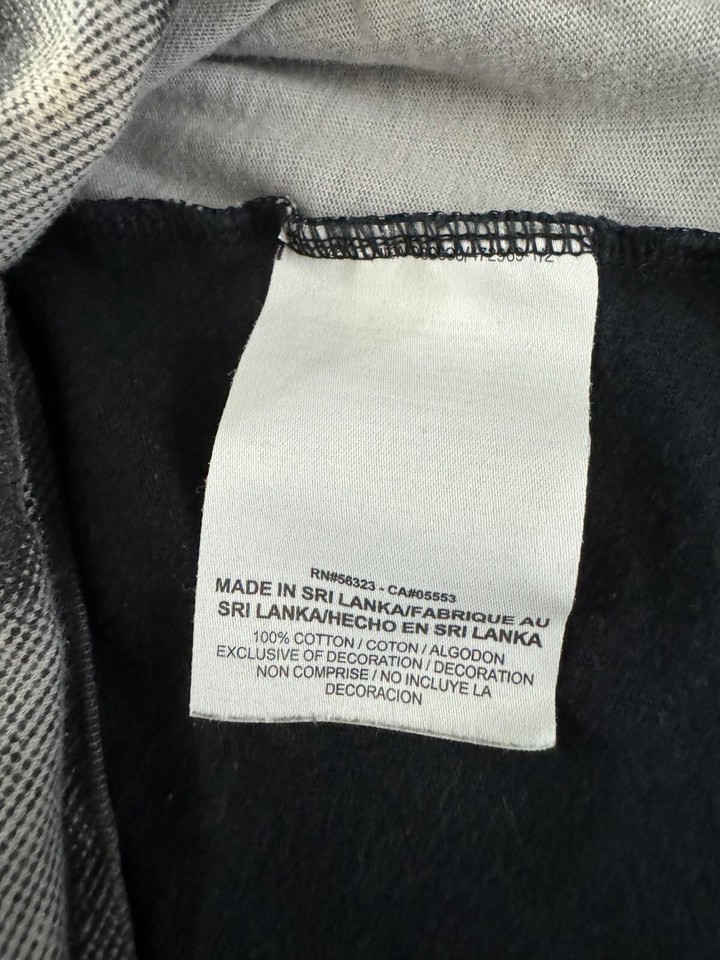 RN#56323 - CA#05553
MADE IN SRI LANKA/FABRIQUE AU
SRI LANKA/HECHO EN SRI LANKA
100% COTTON / COTON / ALGODON
EXCLUSIVE OF DECORATION / DECORATION
NON COMPRISE / NO INCLUYE LA
DECORACION